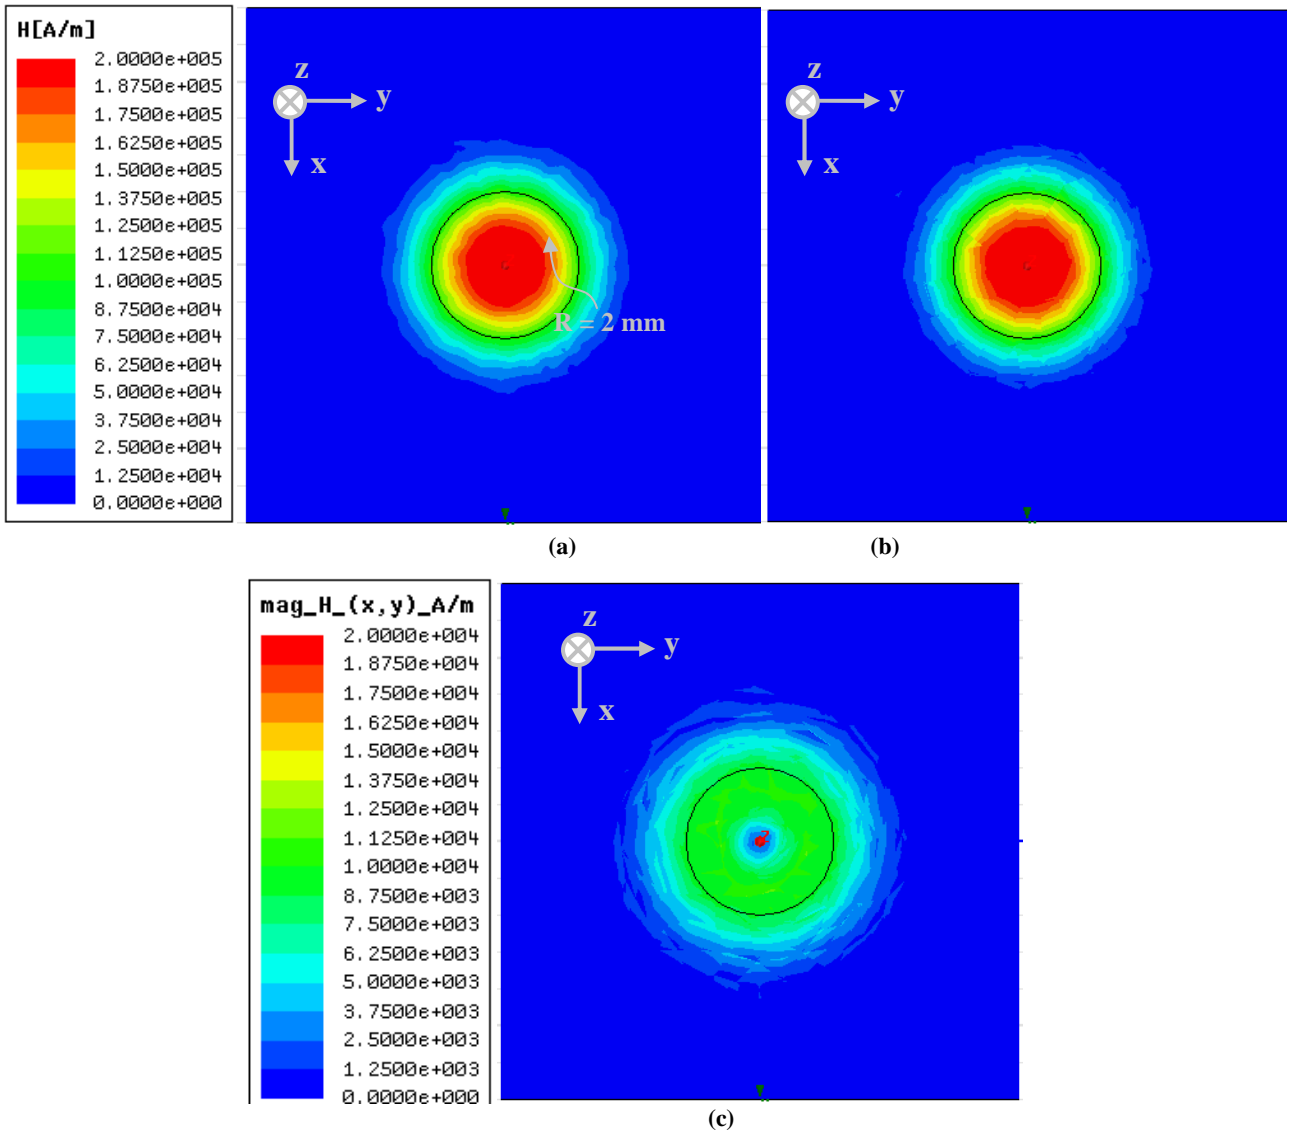 H[A/m]
2.0000e+005
1.8750e+005
1.7500e+005
1.6250e+005
1.5000e+005
1.3750e+005
1.2500e+005
1.1250e+005
1.0000e+005
8.7500e+004
7.5000e+004
6.2500e+004
5.0000e+004
3.7500e+004
2.5000e+004
1.2500e+004
0.0000e+000
z
y
x
R = 2 mm
z
y
x
(a)
(b)
mag_H_(x,y)_A/m
2.0000e+004
1.8750e+004
1.7500e+004
1.6250e+004
1.5000e+004
1.3750e+004
1.2500e+004
1.1250e+004
1.0000e+004
8.7500e+003
7.5000e+003
6.2500e+003
5.0000e+003
3.7500e+003
2.5000e+003
1.2500e+003
0.0000e+000
z
y
x
(c)